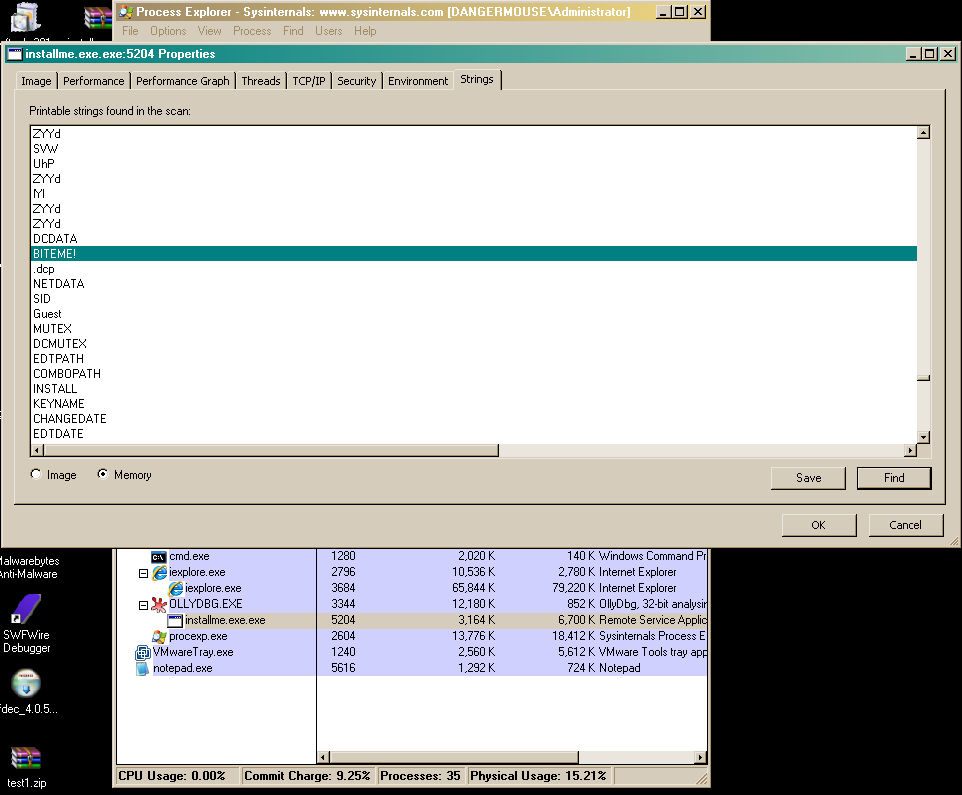 Process Explorer - Sysinternals: www.sysinternals.com [DANGERMOUSE\Administrator]
File Options View Process Find Users Help
installme.exe.exe:5204 Properties
Image Performance Performance Graph Threads TCP/IP Security Environment Strings
Printable strings found in the scan:
ZYYd
SVW
UhP
ZYYd
ZYYd
ZYYd
DCDATA
BITEME!
.dcp
NETDATA
SID
Guest
MUTEX
DCMUTEX
EDTPATH
COMBOPATH
INSTALL
KEYNAME
CHANGEDATE
EDTDATE
Image Memory
Save Find
OK Cancel
cmd.exe 1280 2,020 K 140 K Windows Command Pr
iexplore.exe 2796 10,536 K 2,780 K Internet Explorer
iexplore.exe 3684 65,844 K 79,220 K Internet Explorer
OLLYDBG.EXE 3344 12,180 K 852 K OllyDbg, 32-bit analysin
installme.exe.exe 5204 3,164 K 6,700 K Remote Service Applic
procexp.exe 2604 13,776 K 18,412 K Sysinternals Process E
VMwareTray.exe 1240 2,560 K 5,612 K VMware Tools tray app
notepad.exe 5616 1,292 K 724 K Notepad
CPU Usage: 0.00% Commit Charge: 9.25% Processes: 35 Physical Usage: 15.21%
Malwarebytes
Anti-Malware
SWFWire
Debugger
fdec_4.0.5...
test1.zip